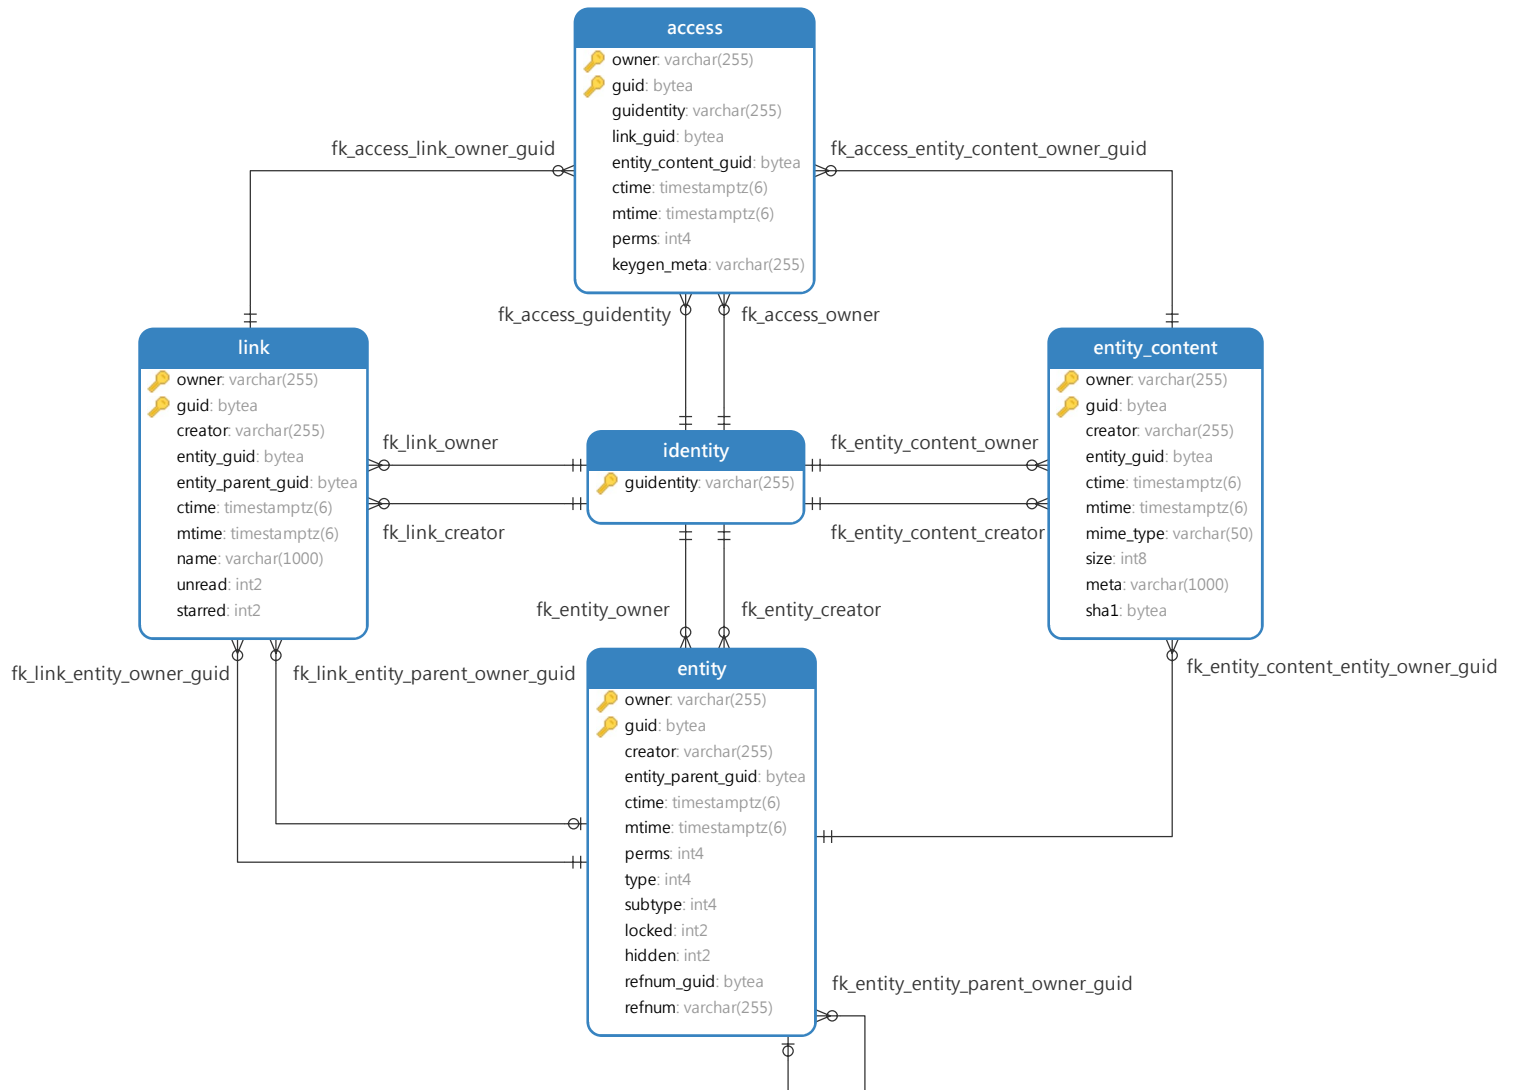 access
owner: varchar(255)
guid: bytea
guidentity: varchar(255)
link_guid: bytea
entity_content_guid: bytea
ctime: timestamptz(6)
mtime: timestamptz(6)
perms: int4
keygen_meta: varchar(255)
fk_access_link_owner_guid
fk_access_entity_content_owner_guid
fk_access_guidentity
fk_access_owner
link
owner: varchar(255)
guid: bytea
creator: varchar(255)
entity_guid: bytea
entity_parent_guid: bytea
ctime: timestamptz(6)
mtime: timestamptz(6)
name: varchar(1000)
unread: int2
starred: int2
fk_link_owner
fk_link_creator
identity
guidentity: varchar(255)
fk_entity_content_owner
fk_entity_content_creator
entity_content
owner: varchar(255)
guid: bytea
creator: varchar(255)
entity_guid: bytea
ctime: timestamptz(6)
mtime: timestamptz(6)
mime_type: varchar(50)
size: int8
meta: varchar(1000)
sha1: bytea
fk_entity_owner
fk_entity_creator
fk_link_entity_owner_guid
fk_link_entity_parent_owner_guid
fk_entity_content_entity_owner_guid
entity
owner: varchar(255)
guid: bytea
creator: varchar(255)
entity_parent_guid: bytea
ctime: timestamptz(6)
mtime: timestamptz(6)
perms: int4
type: int4
subtype: int4
locked: int2
hidden: int2
refnum_guid: bytea
refnum: varchar(255)
fk_entity_entity_parent_owner_guid